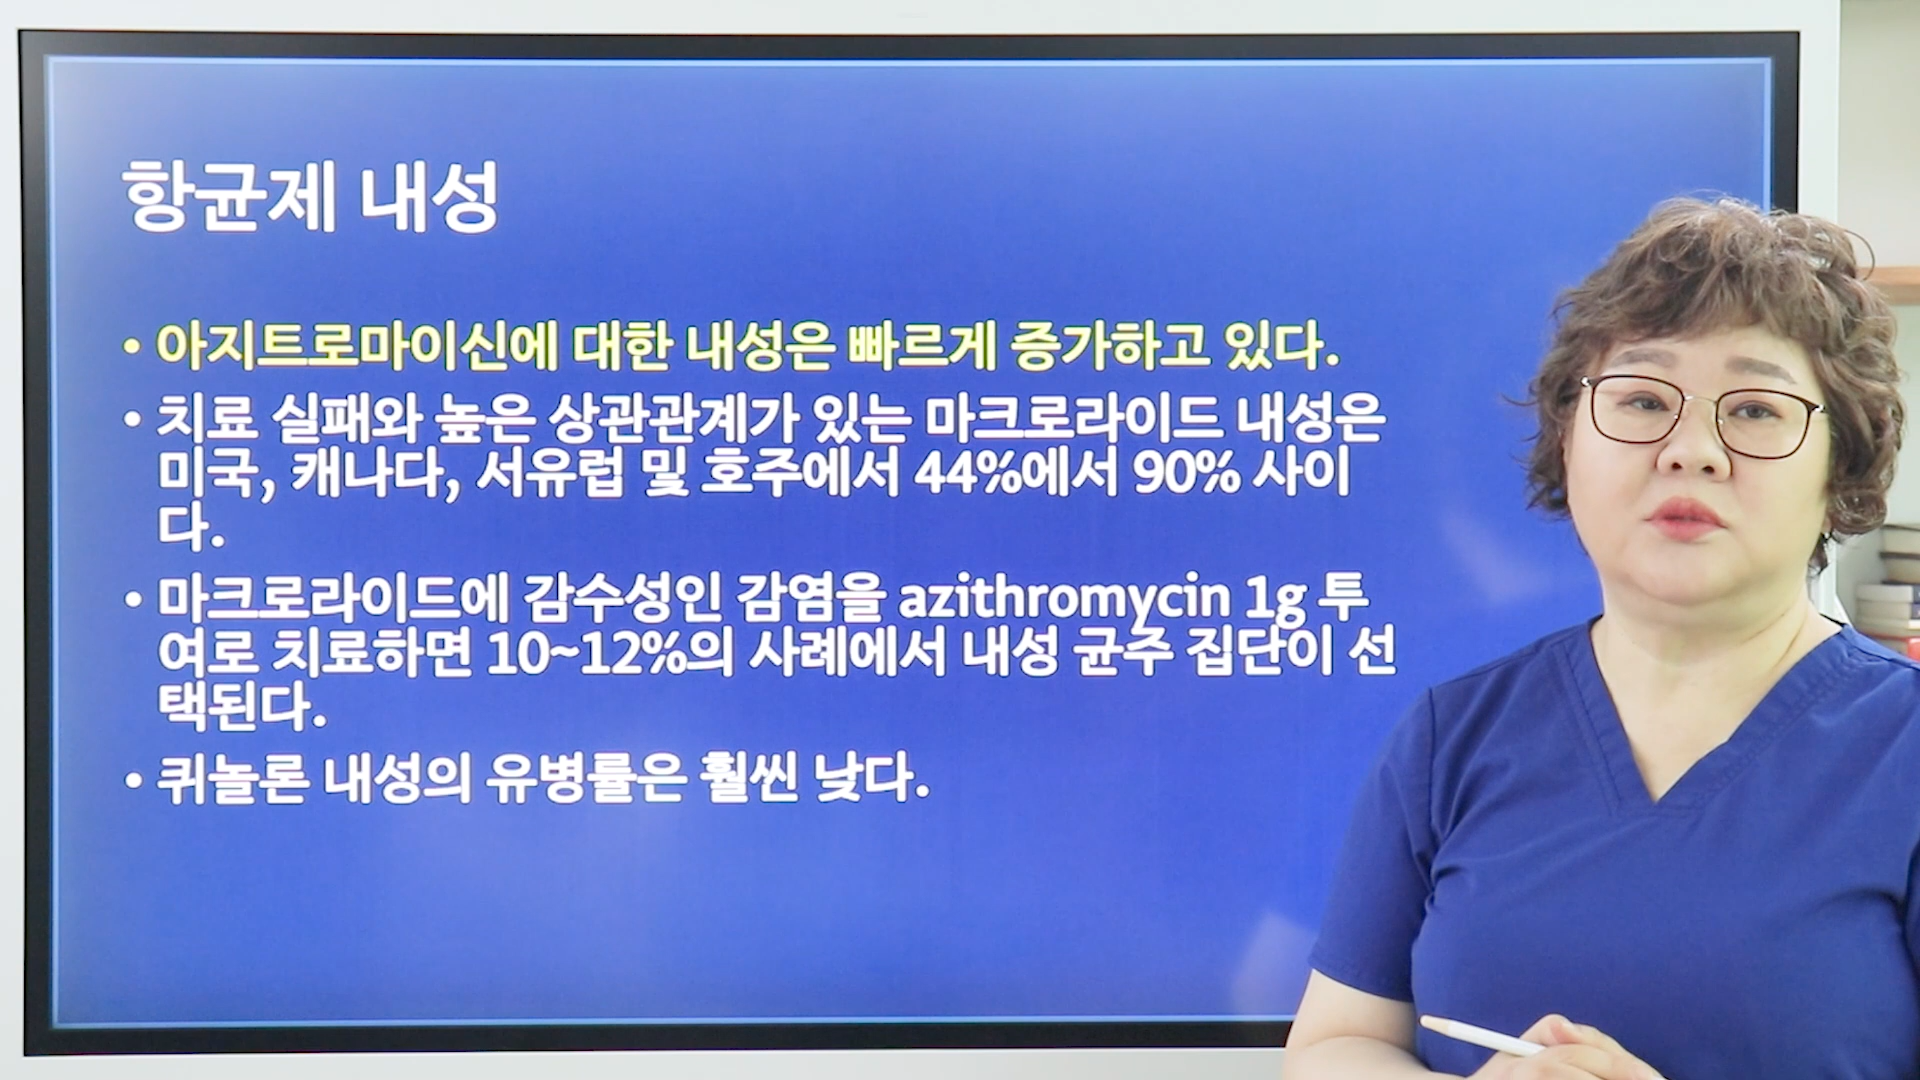 항균제 내성
• 아지트로마이신에 대한 내성은 빠르게 증가하고 있다.
• 치료 실패와 높은 상관관계가 있는 마크로라이드 내성은
미국, 캐나다, 서유럽 및 호주에서 44%에서 90% 사이
다.
• 마크로라이드에 감수성인 감염을 azithromycin 1g 투
여로 치료하면 10~12%의 사례에서 내성 균주 집단이 선
택된다.
• 퀴놀론 내성의 유병률은 훨씬 낮다.